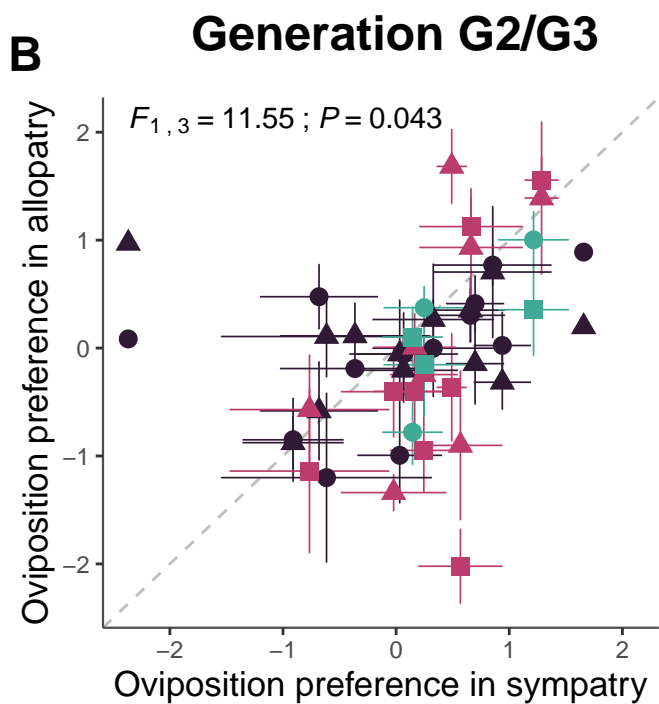 Generation G2/G3
B
F1 , 3 = 11.55 ; P = 0.043
Oviposition preference in allopatry
2
1
0
−1
−2
−2 −1 0 1 2
Oviposition preference in sympatry